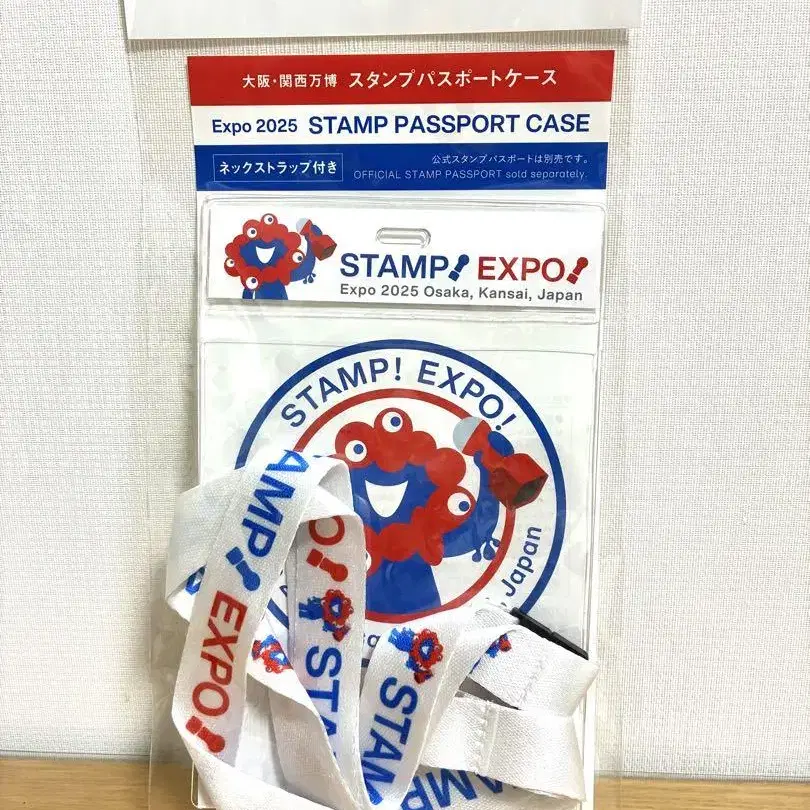 大阪・関西万博 スタンプパスポートケース
Expo 2025 STAMP PASSPORT CASE
ネックストラップ付き
公式スタンプパスポートは別売です。
OFFICIAL STAMP PASSPORT sold separately.
STAMP! EXPO!
Expo 2025 Osaka, Kansai, Japan
STAMP! EXPO!
Japan
AMP! EXPO!
O!
STA
STAM
AMP